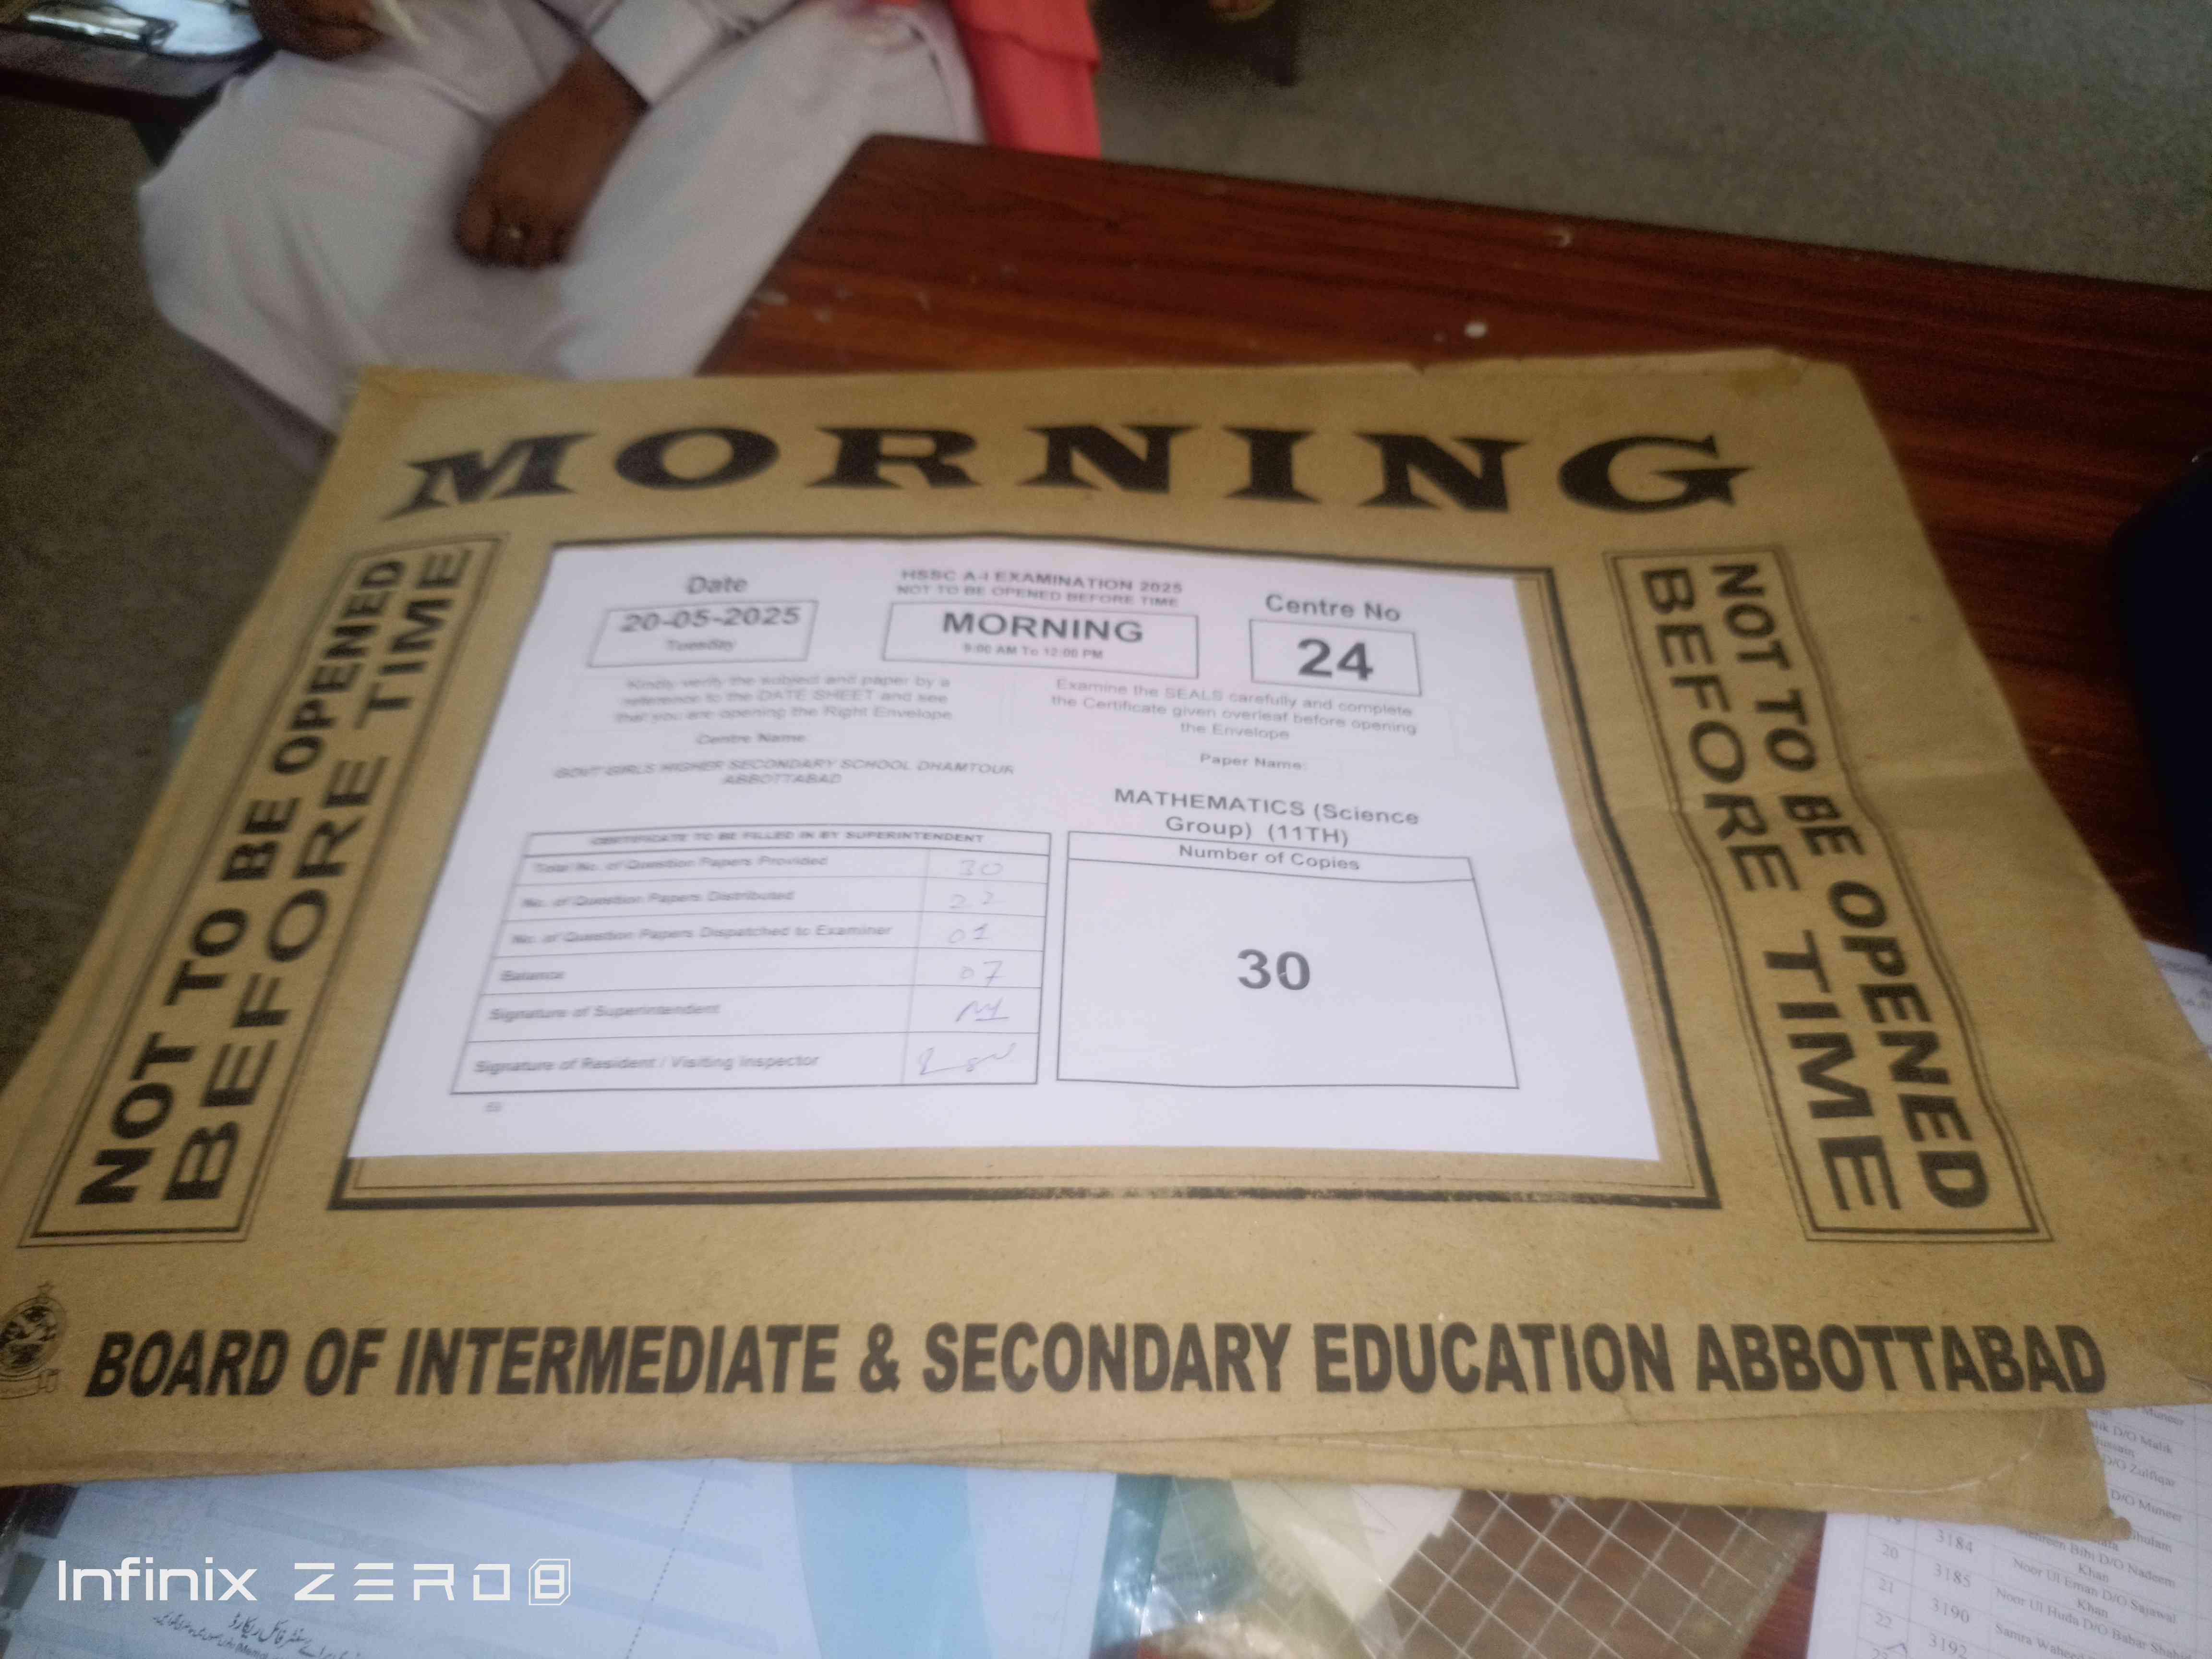 MORNING
NOT TO BE OPENED
BEFORE TIME
Date
20-05-2025
Tuesday
HSSC A-I EXAMINATION 2025
NOT TO BE OPENED BEFORE TIME
MORNING
9:00 AM To 12:00 PM
Centre No
24
Kindly verify the subject and paper by a
reference to the DATE SHEET and see
that you are opening the Right Envelope
Examine the SEALS carefully and complete
the Certificate given overleaf before opening
the Envelope
Centre Name
GOVT GIRLS HIGHER SECONDARY SCHOOL DHAMTOUR
ABBOTTABAD
Paper Name:
MATHEMATICS (Science
Group) (11TH)
CERTIFICATE TO BE FILLED IN BY SUPERINTENDENT
Total No. of Question Papers Provided 30
No. of Question Papers Distributed 22
No. of Question Papers Dispatched to Examiner 01
Balance 07
Signature of Superintendent
Signature of Resident / Visiting Inspector
Number of Copies
30
NOT TO BE OPENED
BEFORE TIME
BOARD OF INTERMEDIATE & SECONDARY EDUCATION ABBOTTABAD
Muneer
D/O Malik
D/O Zulfiqar
D/O Muneer
19 3184 Bibi D/O Nadeem
Khan
20 3185 Noor Ul Eman D/O Sajawal
Khan
21 3190 Noor Ul Huda D/O Babar
22 3192 Samra
Infinix ZERO 8